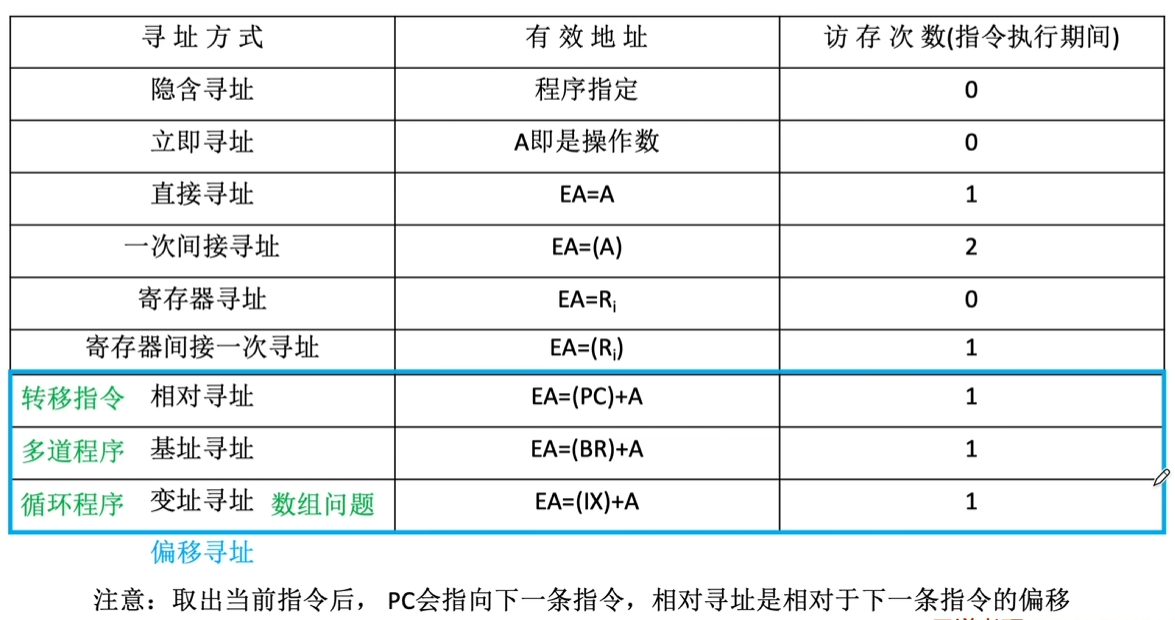 寻址方式 有效地址 访存次数(指令执行期间)
隐含寻址 程序指定 0
立即寻址 A即是操作数 0
直接寻址 EA=A 1
一次间接寻址 EA=(A) 2
寄存器寻址 EA=Ri 0
寄存器间接一次寻址 EA=(Ri) 1
转移指令 相对寻址 EA=(PC)+A 1
多道程序 基址寻址 EA=(BR)+A 1
循环程序 变址寻址 数组问题 EA=(IX)+A 1
偏移寻址
注意：取出当前指令后， PC会指向下一条指令，相对寻址是相对于下一条指令的偏移